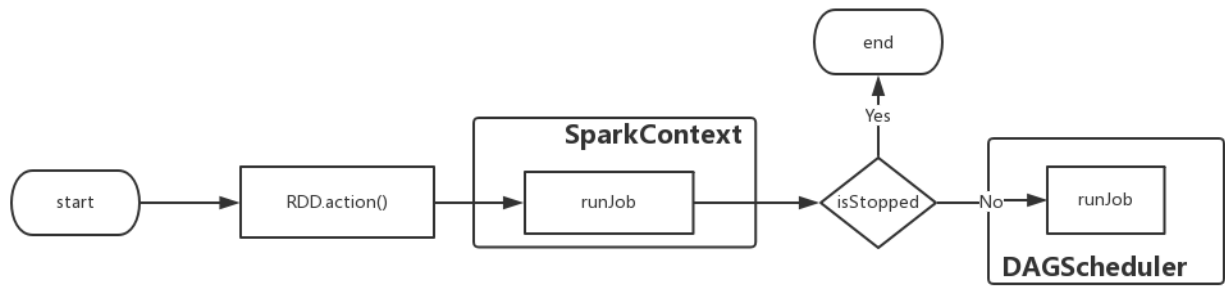 end
Yes
SparkContext
start
RDD.action()
runJob
isStopped
No
runJob
DAGScheduler